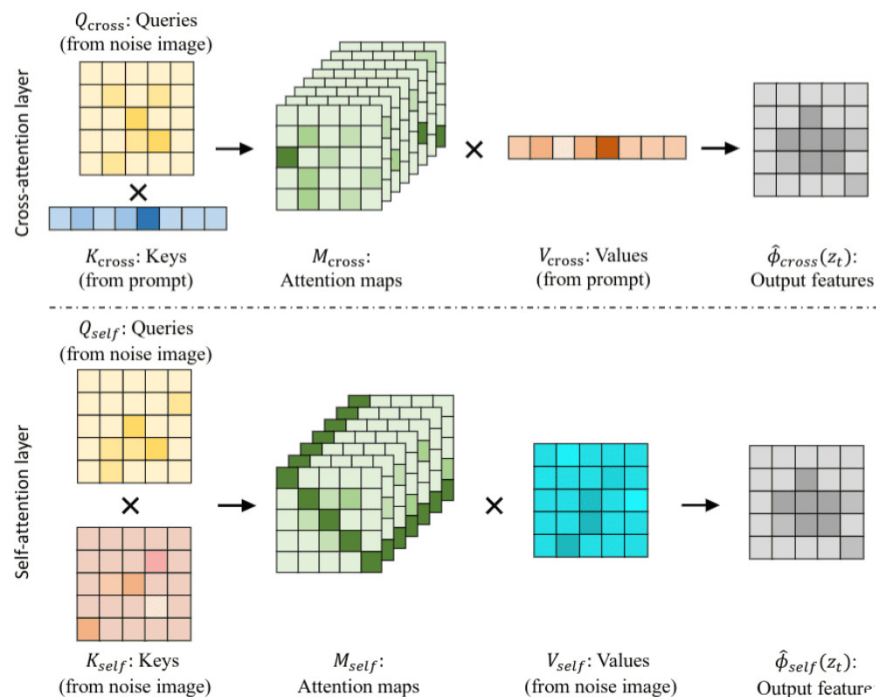 Q_cross: Queries
(from noise image)
Cross-attention layer
K_cross: Keys
(from prompt)
M_cross:
Attention maps
V_cross: Values
(from prompt)
ϕ̂_cross(z_t):
Output features
Q_self: Queries
(from noise image)
Self-attention layer
K_self: Keys
(from noise image)
M_self:
Attention maps
V_self: Values
(from noise image)
ϕ̂_self(z_t):
Output feature